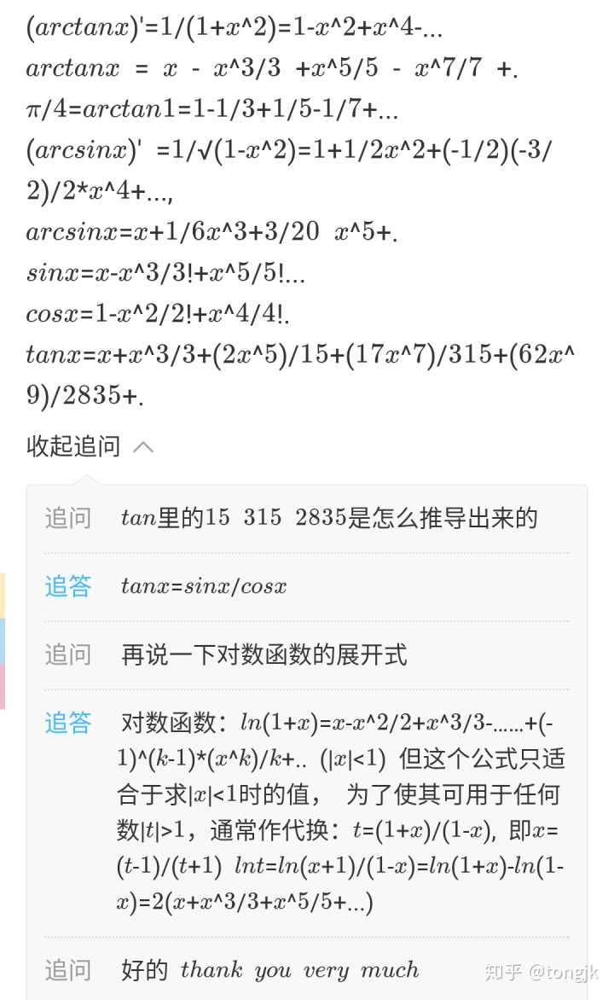 (arctanx)'=1/(1+x^2)=1-x^2+x^4-...
arctanx = x - x^3/3 +x^5/5 - x^7/7 +.
π/4=arctan1=1-1/3+1/5-1/7+...
(arcsinx)' =1/√(1-x^2)=1+1/2x^2+(-1/2)(-3/
2)/2*x^4+...,
arcsinx=x+1/6x^3+3/20 x^5+.
sinx=x-x^3/3!+x^5/5!...
cosx=1-x^2/2!+x^4/4!.
tanx=x+x^3/3+(2x^5)/15+(17x^7)/315+(62x^
9)/2835+.
收起追问
追问 tan里的15 315 2835是怎么推导出来的
追答 tanx=sinx/cosx
追问 再说一下对数函数的展开式
追答 对数函数：ln(1+x)=x-x^2/2+x^3/3-……+(-
1)^(k-1)*(x^k)/k+.. (|x|<1) 但这个公式只适
合于求|x|<1时的值， 为了使其可用于任何
数|t|>1，通常作代换：t=(1+x)/(1-x), 即x=
(t-1)/(t+1) lnt=ln(x+1)/(1-x)=ln(1+x)-ln(1-
x)=2(x+x^3/3+x^5/5+...)
追问 好的 thank you very much
知乎 @tongjk